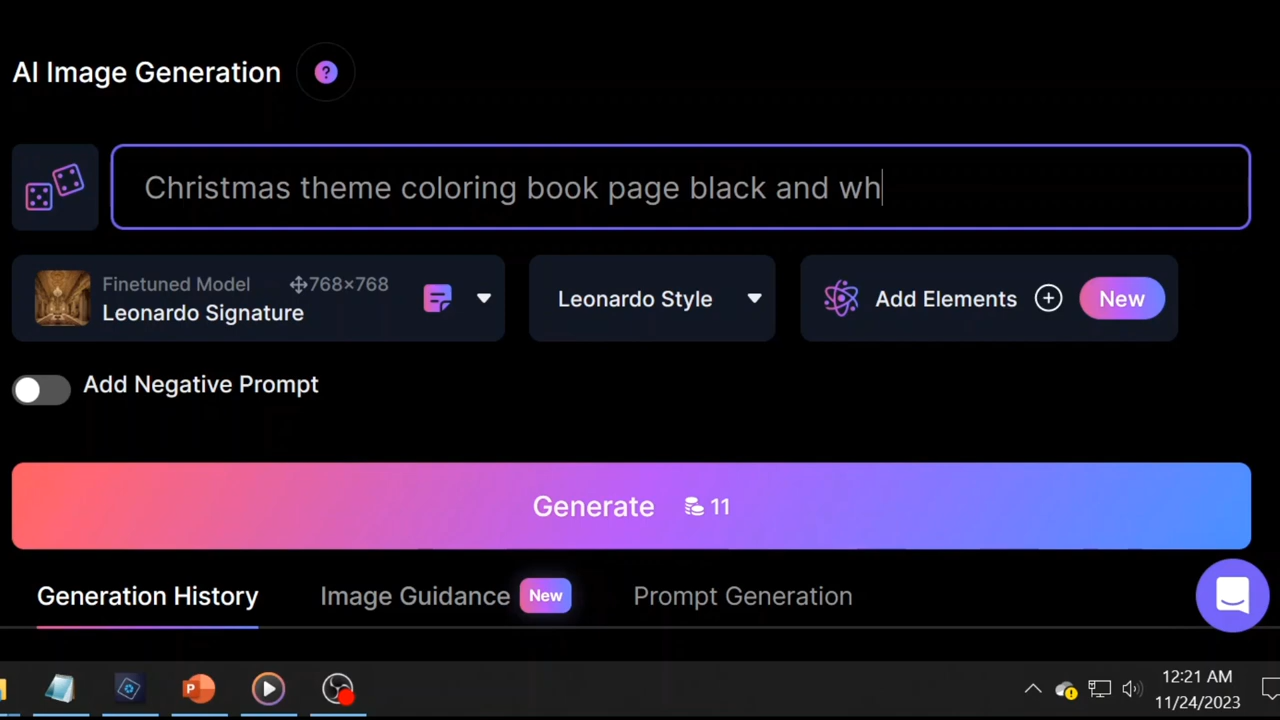 AI Image Generation ?
Christmas theme coloring book page black and wh
Finetuned Model 768×768
Leonardo Signature
Leonardo Style
Add Elements New
Add Negative Prompt
Generate 11
Generation History
Image Guidance New
Prompt Generation
P
12:21 AM
11/24/2023